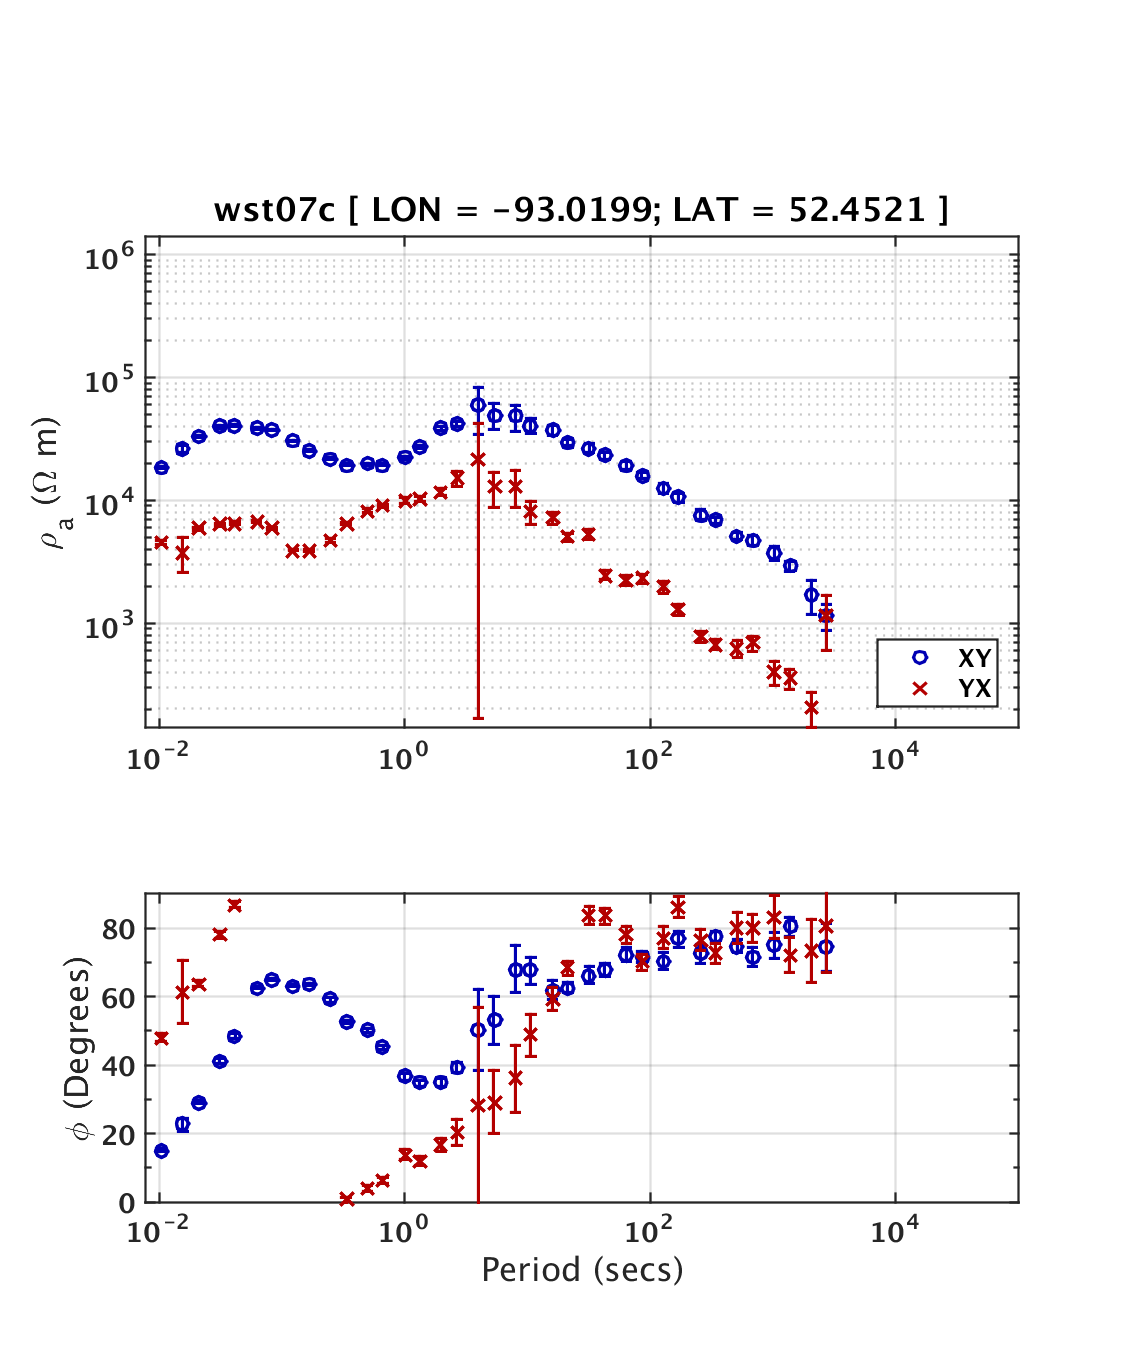 wst07c [ LON = -93.0199; LAT = 52.4521 ]
10^6
10^5
10^4
10^3
ρ_a (Ω m)
XY
YX
10^-2 10^0 10^2 10^4
80
60
40
20
0
ϕ (Degrees)
10^-2 10^0 10^2 10^4
Period (secs)